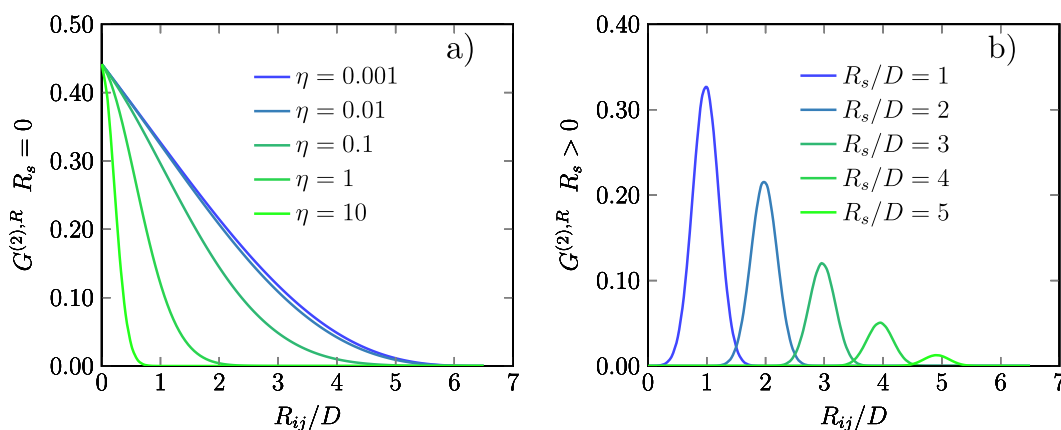 a)
G^{(2),R} R_s = 0
0.50
0.40
0.30
0.20
0.10
0.00
η = 0.001
η = 0.01
η = 0.1
η = 1
η = 10
0 1 2 3 4 5 6 7
R_{ij}/D
b)
G^{(2),R} R_s > 0
0.40
0.30
0.20
0.10
0.00
R_s/D = 1
R_s/D = 2
R_s/D = 3
R_s/D = 4
R_s/D = 5
0 1 2 3 4 5 6 7
R_{ij}/D